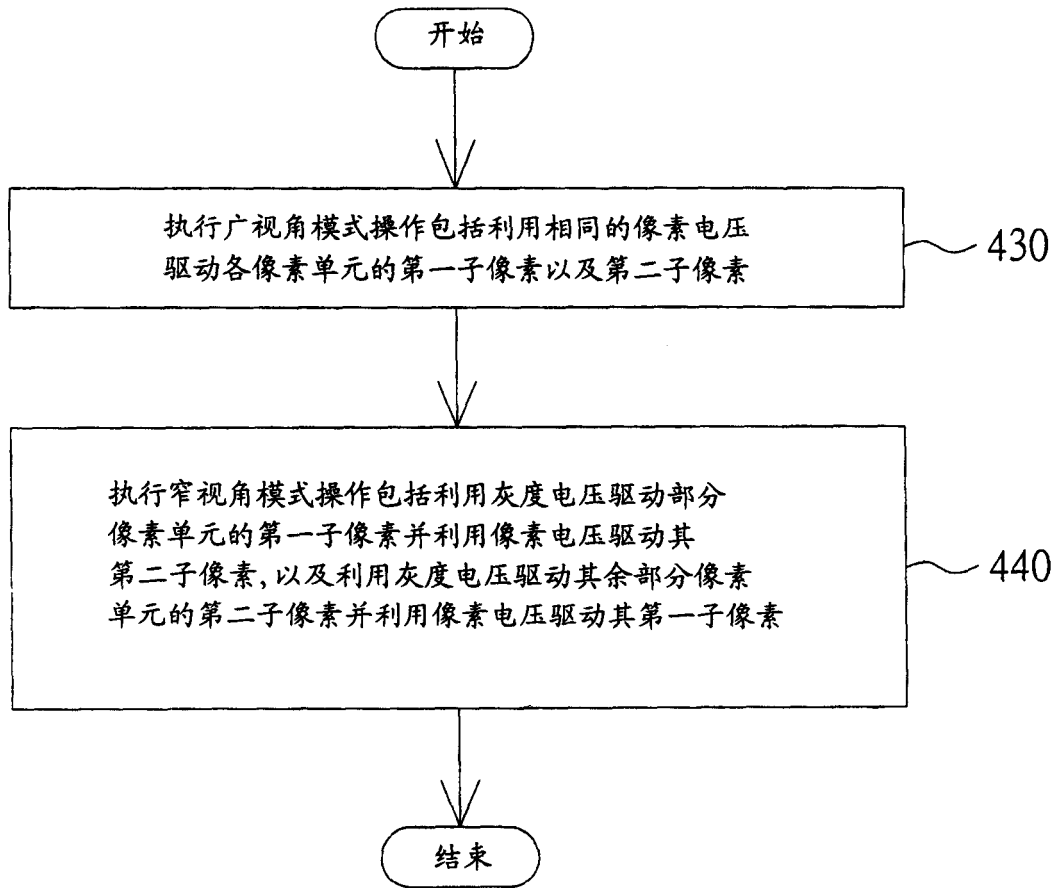 开始
执行广视角模式操作包括利用相同的像素电压
驱动各像素单元的第一子像素以及第二子像素
430
执行窄视角模式操作包括利用灰度电压驱动部分
像素单元的第一子像素并利用像素电压驱动其
第二子像素,以及利用灰度电压驱动其余部分像素
单元的第二子像素并利用像素电压驱动其第一子像素
440
结束